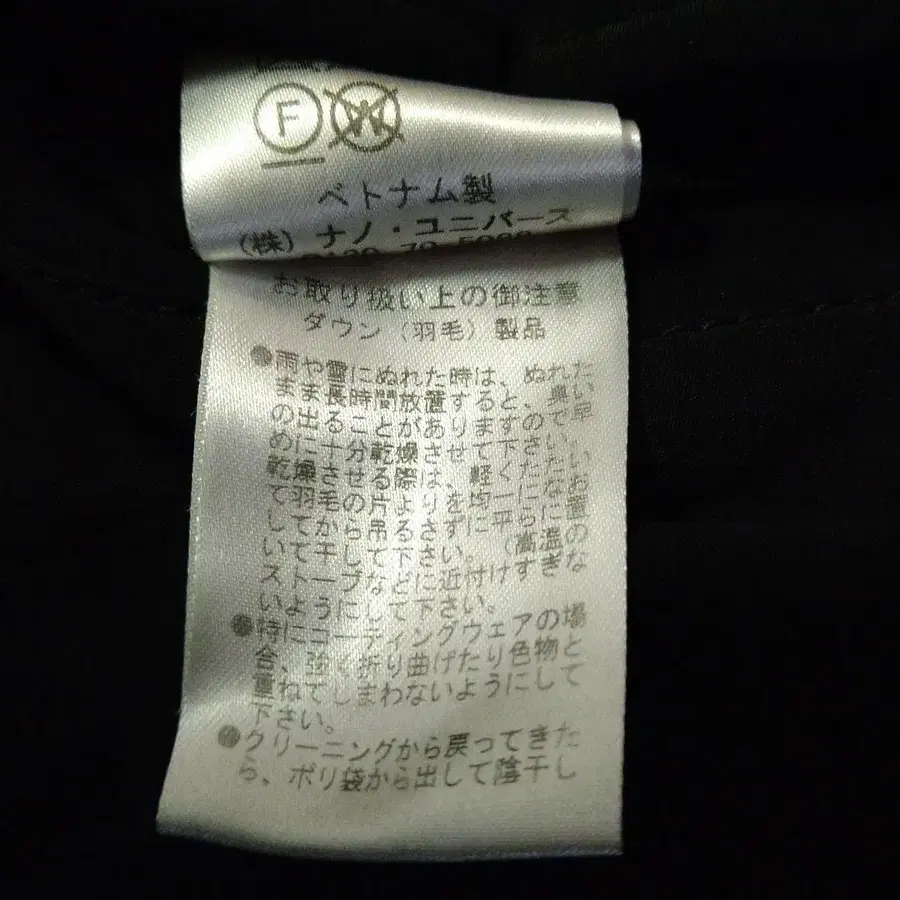 F W
ベトナム製
(株) ナノ・ユニバース
お取り扱い上の御注意
ダウン (羽毛) 製品
●雨や雪にぬれた時は、ぬれた
まま長時間放置すると、臭い
の出ることがありますので早
めに十分乾燥させて下さい。
乾燥させる際は、軽くたたい
て羽毛の片よりを均一になお
してから吊るさずに平らに置
いて干して下さい。(高温の
ストーブなどに近付けすぎな
いようにして下さい。
●特にコーティングウェアの場
合、強く折り曲げたり色物と
重ねてしまわないようにして
下さい。
●クリーニングから戻ってきた
ら、ポリ袋から出して陰干し